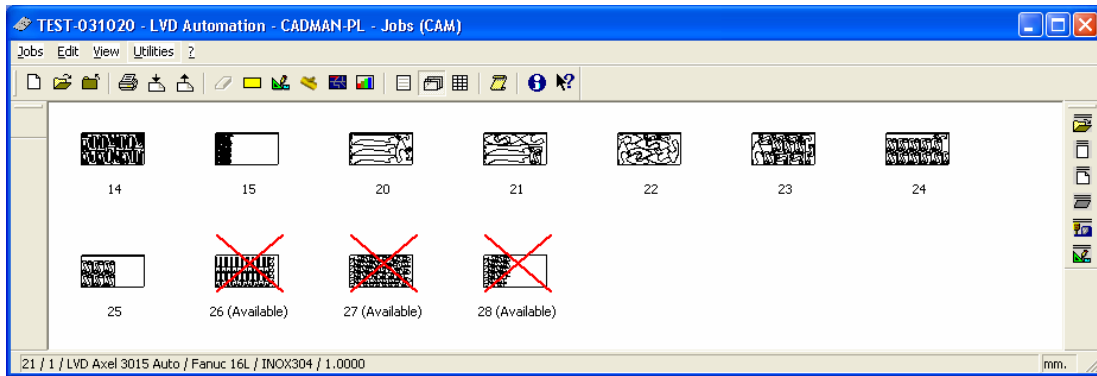 TEST-031020 - LVD Automation - CADMAN-PL - Jobs (CAM)
Jobs Edit View Utilities ?
14 15 20 21 22 23 24
25 26 (Available) 27 (Available) 28 (Available)
21 / 1 / LVD Axel 3015 Auto / Fanuc 16L / INOX304 / 1.0000 mm.